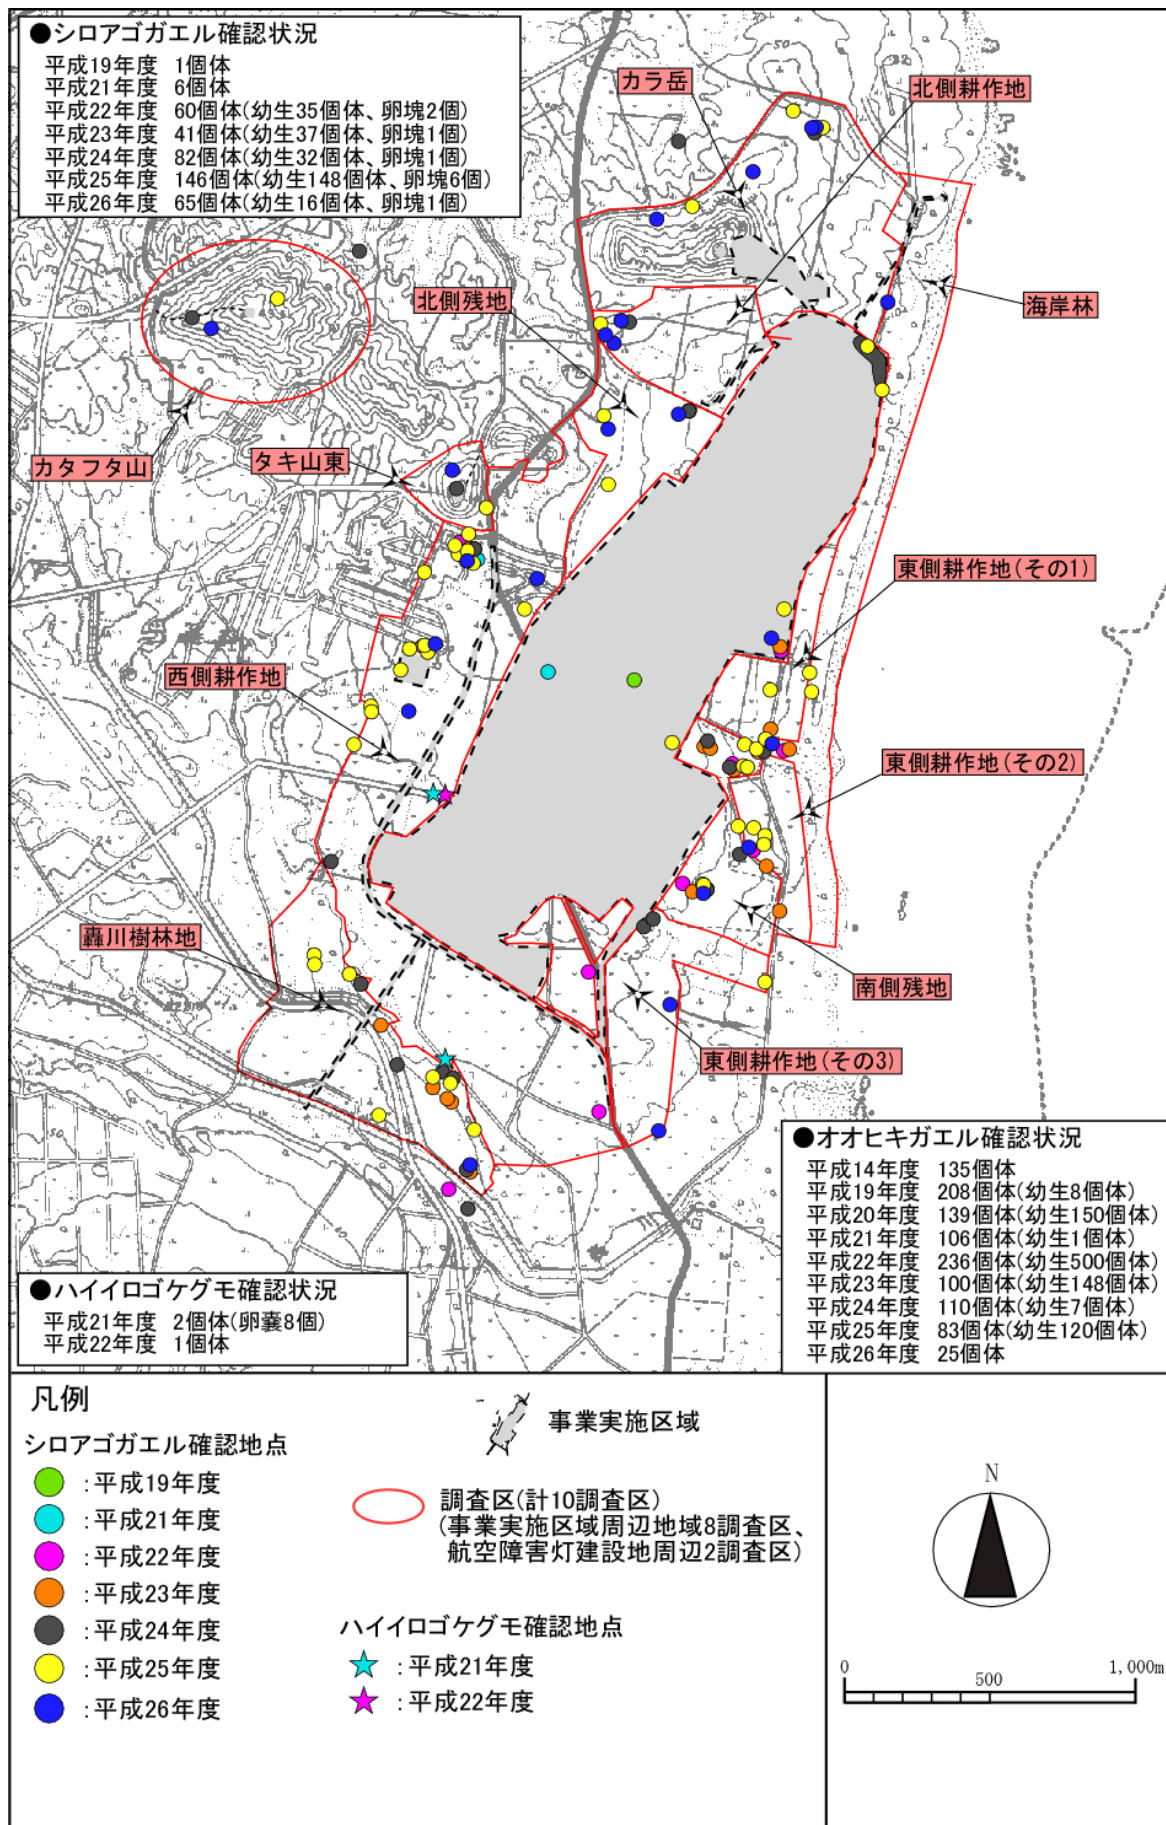 ●シロアゴガエル確認状況
平成19年度 1個体
平成21年度 6個体
平成22年度 60個体(幼生35個体、卵塊2個)
平成23年度 41個体(幼生37個体、卵塊1個)
平成24年度 82個体(幼生32個体、卵塊1個)
平成25年度 146個体(幼生148個体、卵塊6個)
平成26年度 65個体(幼生16個体、卵塊1個)
カラ岳
北側耕作地
北側残地
海岸林
カタフタ山
タキ山東
東側耕作地(その1)
西側耕作地
東側耕作地(その2)
轟川樹林地
南側残地
東側耕作地(その3)
●オオヒキガエル確認状況
平成14年度 135個体
平成19年度 208個体(幼生8個体)
平成20年度 139個体(幼生150個体)
平成21年度 106個体(幼生1個体)
平成22年度 236個体(幼生500個体)
平成23年度 100個体(幼生148個体)
平成24年度 110個体(幼生7個体)
平成25年度 83個体(幼生120個体)
平成26年度 25個体
●ハイイロゴケグモ確認状況
平成21年度 2個体(卵嚢8個)
平成22年度 1個体
凡例
シロアゴガエル確認地点
:平成19年度
:平成21年度
:平成22年度
:平成23年度
:平成24年度
:平成25年度
:平成26年度
事業実施区域
調査区(計10調査区)
(事業実施区域周辺地域8調査区、
航空障害灯建設地周辺2調査区)
ハイイロゴケグモ確認地点
:平成21年度
:平成22年度
N
0 500 1,000m